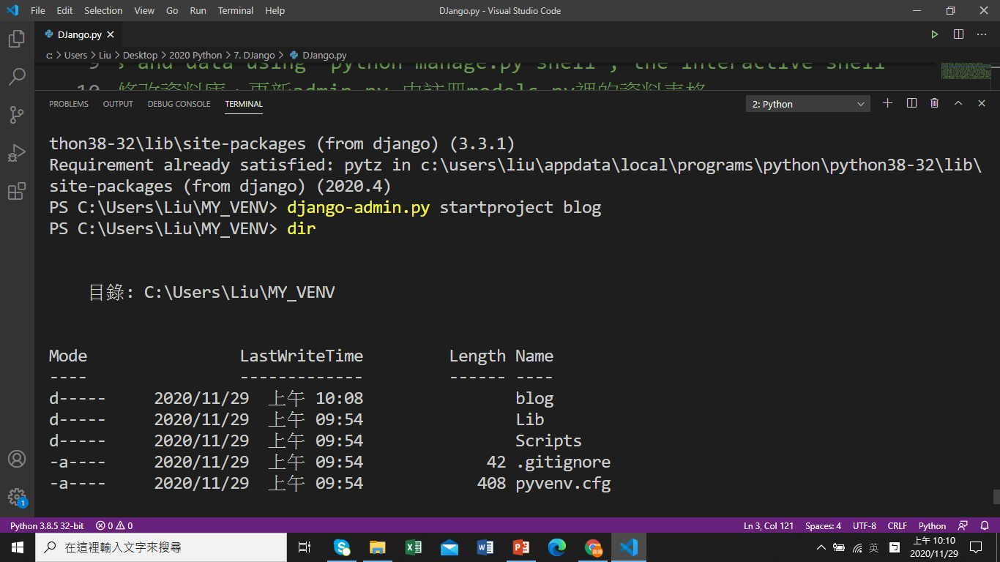 File Edit Selection View Go Run Terminal Help DJango.py - Visual Studio Code
DJango.py
c: > Users > Liu > Desktop > 2020 Python > 7. DJango > DJango.py
9 s and data using "python manage.py shell", the interactive shell
10 修改資料庫，更新admin.py 中註冊models.py裡的資料表格
PROBLEMS OUTPUT DEBUG CONSOLE TERMINAL 2: Python
thon38-32\lib\site-packages (from django) (3.3.1)
Requirement already satisfied: pytz in c:\users\liu\appdata\local\programs\python\python38-32\lib\
site-packages (from django) (2020.4)
PS C:\Users\Liu\MY_VENV> django-admin.py startproject blog
PS C:\Users\Liu\MY_VENV> dir
目錄: C:\Users\Liu\MY_VENV
Mode LastWriteTime Length Name
---- ------------- ------ ----
d----- 2020/11/29 上午 10:08 blog
d----- 2020/11/29 上午 09:54 Lib
d----- 2020/11/29 上午 09:54 Scripts
-a---- 2020/11/29 上午 09:54 42 .gitignore
-a---- 2020/11/29 上午 09:54 408 pyvenv.cfg
1
Python 3.8.5 32-bit 0 0 Ln 3, Col 121 Spaces: 4 UTF-8 CRLF Python
在這裡輸入文字來搜尋
英
上午 10:10
2020/11/29